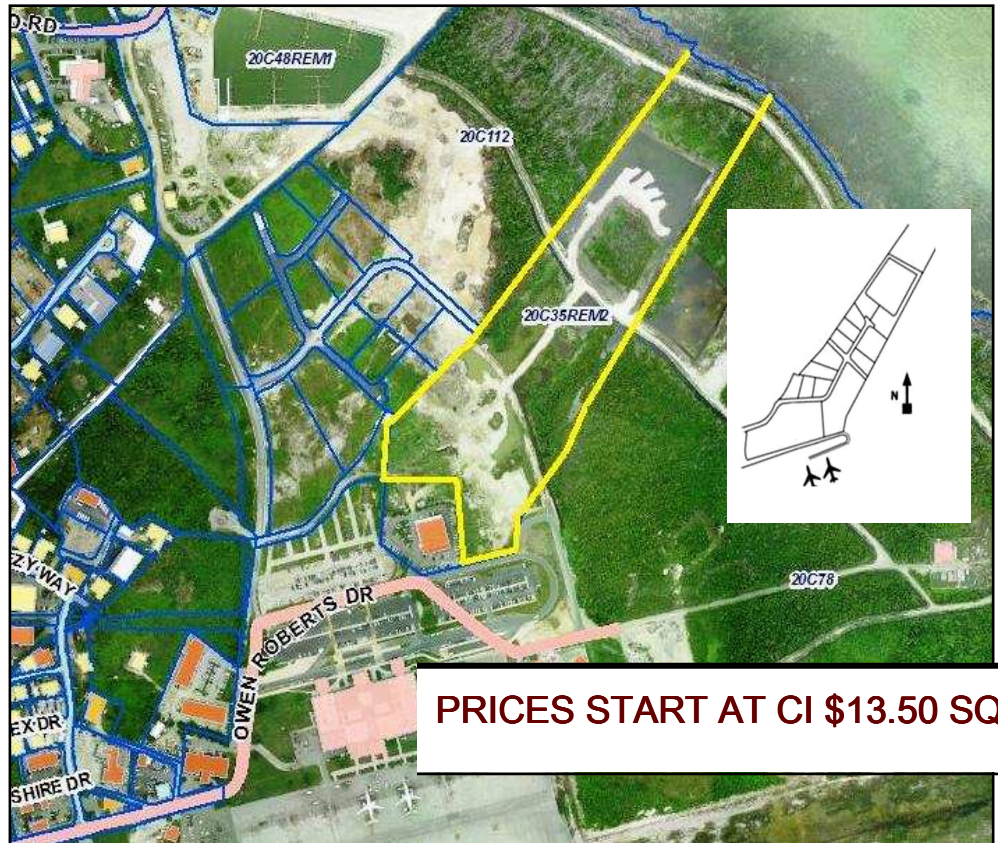 D RD
20C48REM1
20C112
20C35REM2
N
20C78
ZY WAY
OWEN ROBERTS DR
EX DR
SHIRE DR
PRICES START AT CI $13.50 SQ